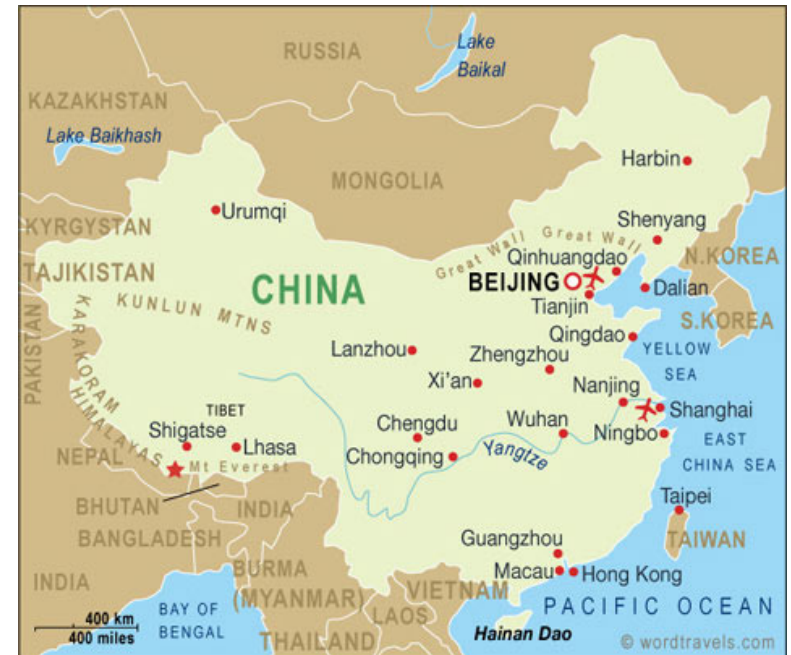 RUSSIA
Lake
Baikal
KAZAKHSTAN
Lake Baikhash
Harbin
MONGOLIA
Urumqi
Shenyang
KYRGYSTAN
Great Wall
Great Wall
Qinhuangdao
N.KOREA
TAJIKISTAN
BEIJING
CHINA
Dalian
KUNLUN MTNS
Tianjin
S.KOREA
KARAKORAM
PAKISTAN
Qingdao
Lanzhou
Zhengzhou
YELLOW
SEA
Xi'an
Nanjing
HIMALAYAS
TIBET
Shanghai
Chengdu
Wuhan
Shigatse
Ningbo
EAST
CHINA SEA
Lhasa
NEPAL
Chongqing
Yangtze
Mt Everest
Taipei
BHUTAN
INDIA
BANGLADESH
Guangzhou
TAIWAN
BURMA
(MYANMAR)
Macau
Hong Kong
INDIA
VIETNAM
PACIFIC OCEAN
400 km
400 miles
BAY OF
BENGAL
LAOS
THAILAND
Hainan Dao
© wordtravels.com